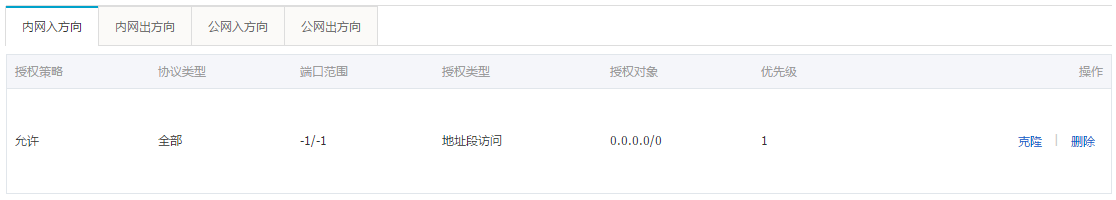 内网入方向 内网出方向 公网入方向 公网出方向
授权策略 协议类型 端口范围 授权类型 授权对象 优先级 操作
允许 全部 -1/-1 地址段访问 0.0.0.0/0 1 克隆 | 删除